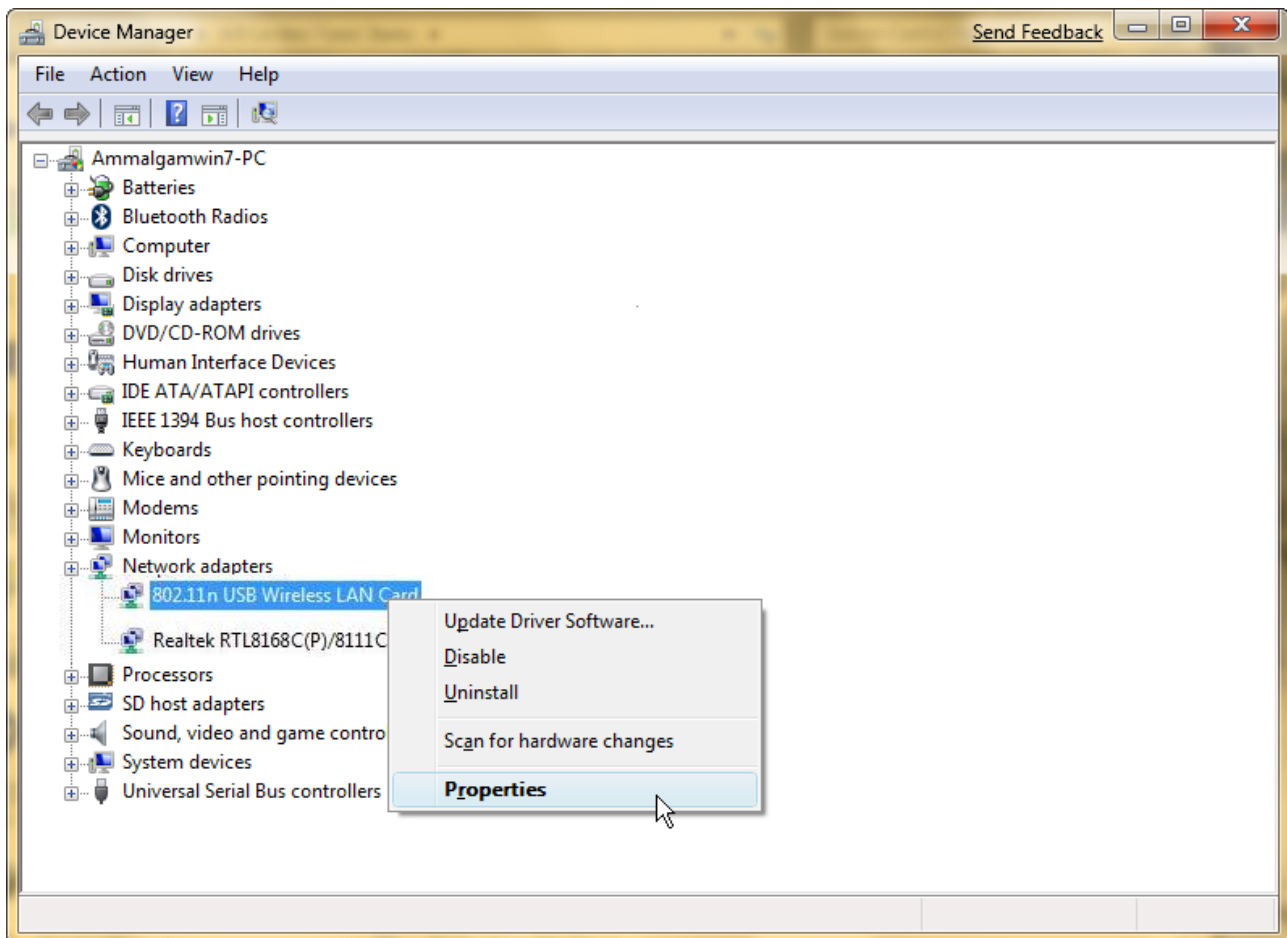 Device Manager
Send Feedback
File Action View Help
Ammalgamwin7-PC
Batteries
Bluetooth Radios
Computer
Disk drives
Display adapters
DVD/CD-ROM drives
Human Interface Devices
IDE ATA/ATAPI controllers
IEEE 1394 Bus host controllers
Keyboards
Mice and other pointing devices
Modems
Monitors
Network adapters
802.11n USB Wireless LAN Card
Realtek RTL8168C(P)/8111C
Processors
SD host adapters
Sound, video and game contro
System devices
Universal Serial Bus controllers
Update Driver Software...
Disable
Uninstall
Scan for hardware changes
Properties